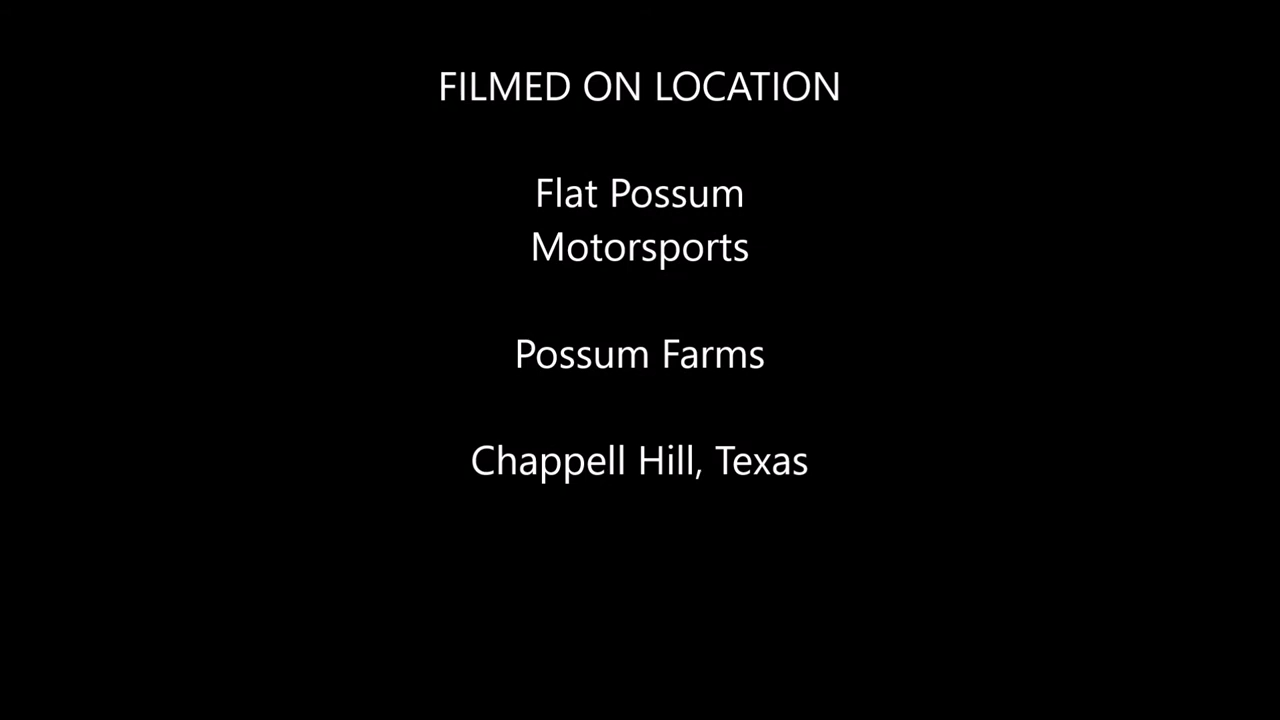 FILMED ON LOCATION
Flat Possum
Motorsports
Possum Farms
Chappell Hill, Texas